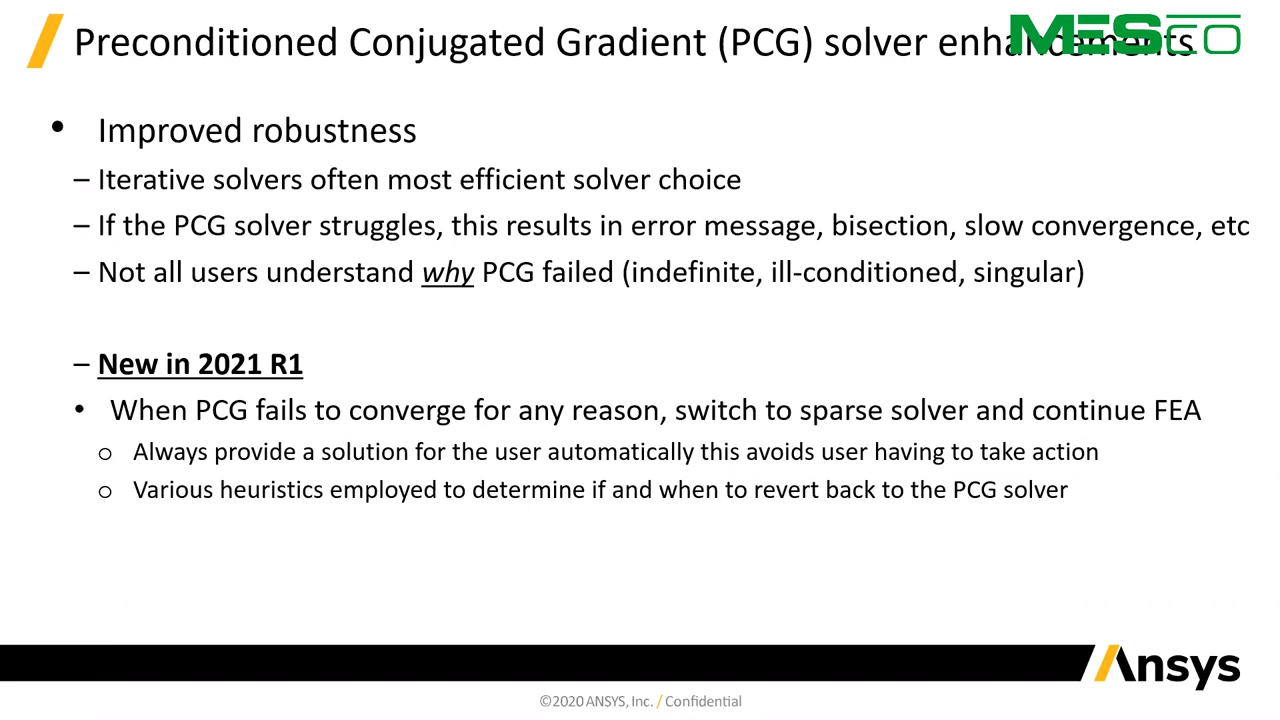 Preconditioned Conjugated Gradient (PCG) solver enhancements
MESco
• Improved robustness
– Iterative solvers often most efficient solver choice
– If the PCG solver struggles, this results in error message, bisection, slow convergence, etc
– Not all users understand why PCG failed (indefinite, ill-conditioned, singular)
– New in 2021 R1
• When PCG fails to converge for any reason, switch to sparse solver and continue FEA
o Always provide a solution for the user automatically this avoids user having to take action
o Various heuristics employed to determine if and when to revert back to the PCG solver
Ansys
©2020 ANSYS, Inc. / Confidential